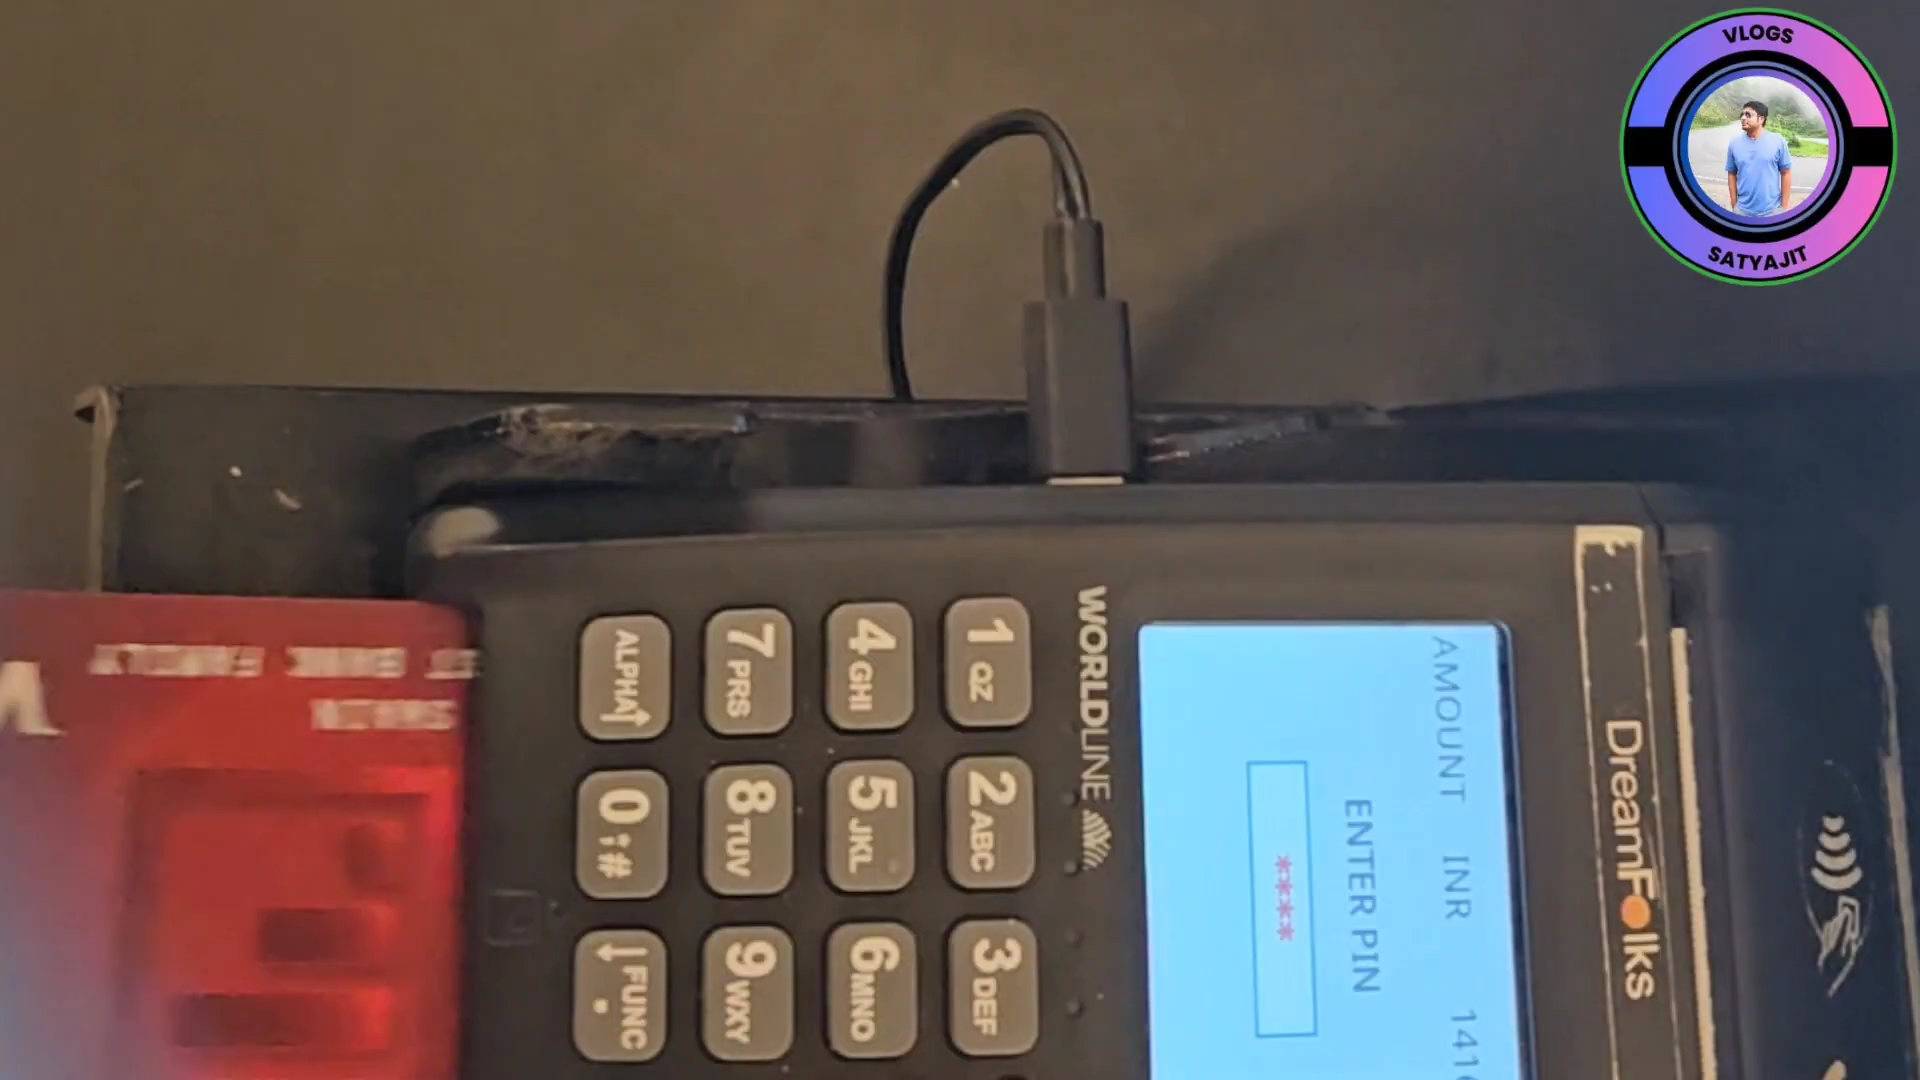 VLOGS
SATYAJIT
DreamFolks
AMOUNT INR 1416
ENTER PIN
****
WORLDLINE
1 QZ
2 ABC
3 DEF
4 GHI
5 JKL
6 MNO
7 PRS
8 TUV
9 WXY
ALPHA↑
0 ;#
↓FUNC .